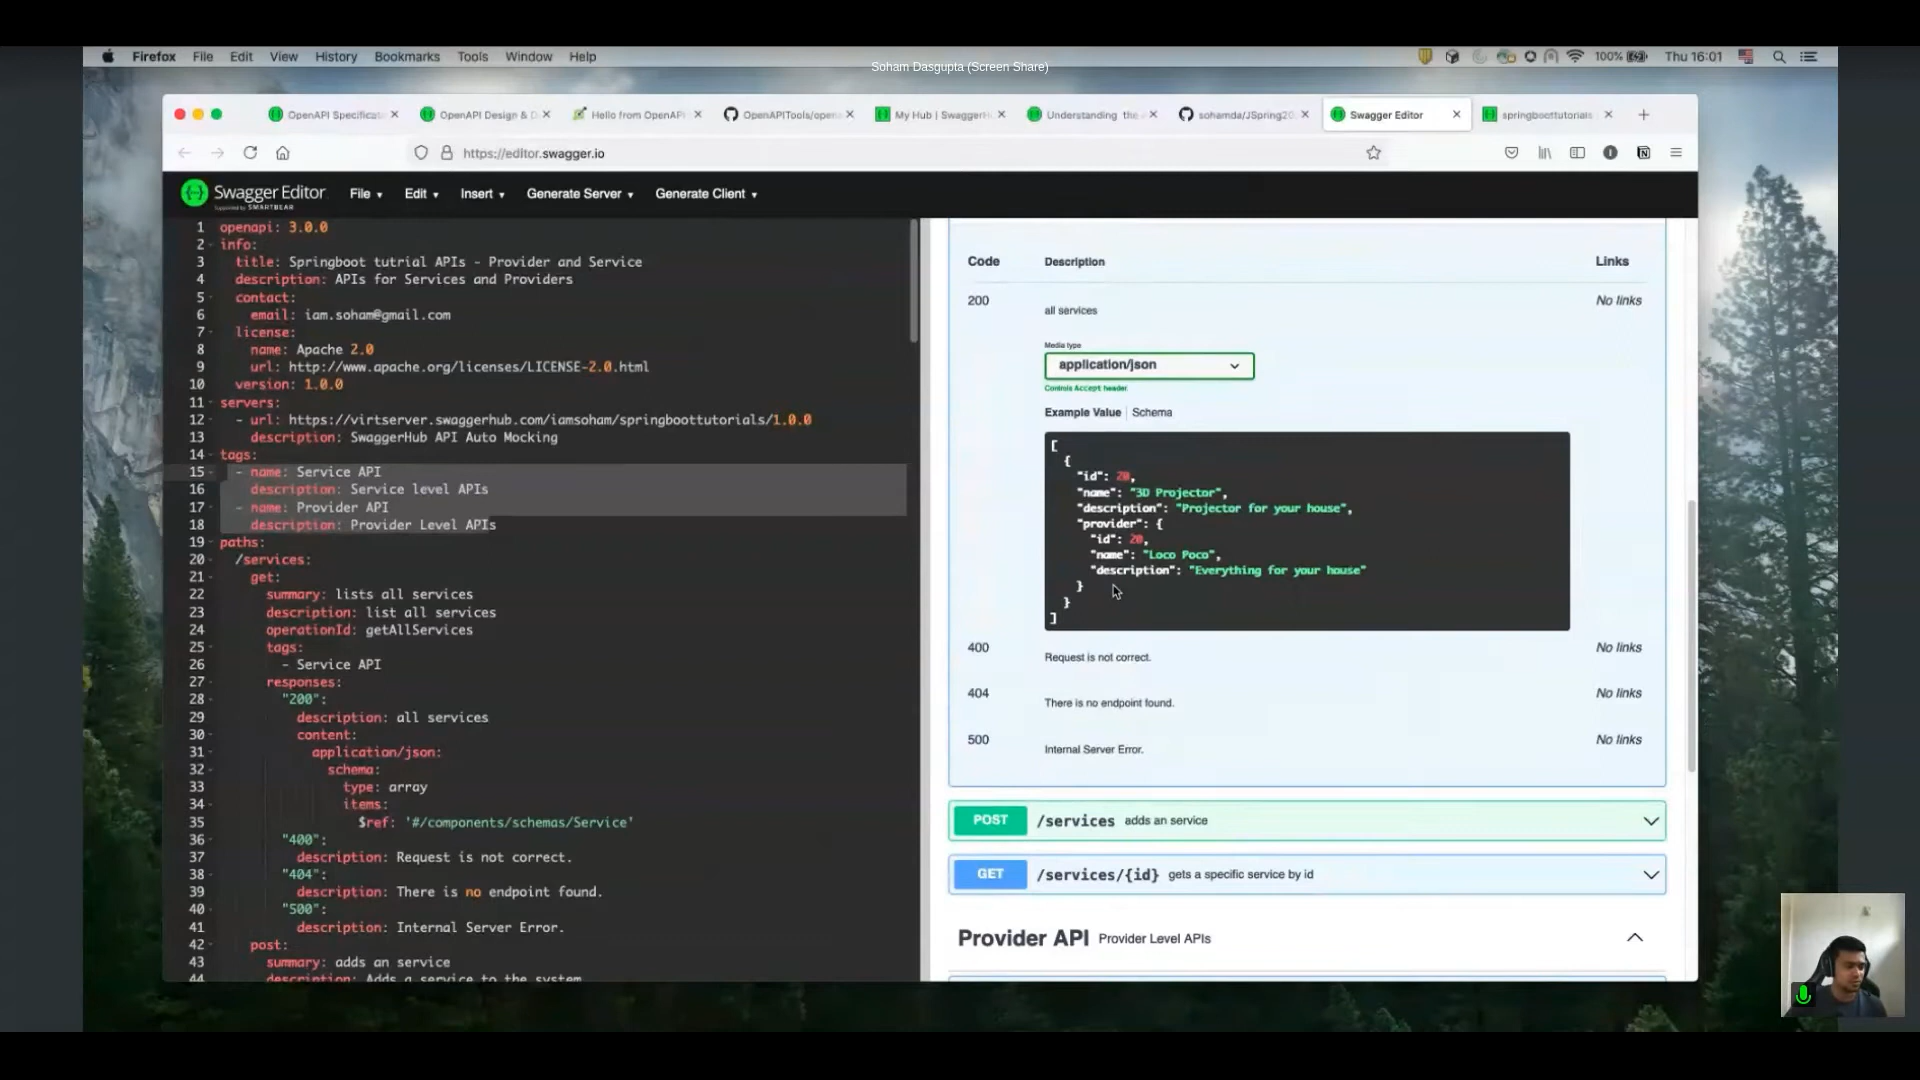 Firefox File Edit View History Bookmarks Tools Window Help
100%
Thu 16:01
Soham Dasgupta (Screen Share)
OpenAPI Specificat
OpenAPI Design & D
Hello from OpenAPI
OpenAPITools/open
My Hub | Swagger
Understanding the
sohamda/JSpring20
Swagger Editor
springboottutorials
https://editor.swagger.io
Swagger Editor
Supported by SMARTBEAR
File Edit Insert Generate Server Generate Client
1 openapi: 3.0.0
2 info:
3 title: Springboot tutrial APIs - Provider and Service
4 description: APIs for Services and Providers
5 contact:
6 email: iam.soham@gmail.com
7 license:
8 name: Apache 2.0
9 url: http://www.apache.org/licenses/LICENSE-2.0.html
10 version: 1.0.0
11 servers:
12 - url: https://virtserver.swaggerhub.com/iamsoham/springboottutorials/1.0.0
13 description: SwaggerHub API Auto Mocking
14 tags:
15 - name: Service API
16 description: Service level APIs
17 - name: Provider API
18 description: Provider Level APIs
19 paths:
20 /services:
21 get:
22 summary: lists all services
23 description: list all services
24 operationId: getAllServices
25 tags:
26 - Service API
27 responses:
28 "200":
29 description: all services
30 content:
31 application/json:
32 schema:
33 type: array
34 items:
35 $ref: '#/components/schemas/Service'
36 "400":
37 description: Request is not correct.
38 "404":
39 description: There is no endpoint found.
40 "500":
41 description: Internal Server Error.
42 post:
43 summary: adds an service
44 description: Adds a service to the system
Code Description Links
200 all services No links
Media type
application/json
Controls Accept header.
Example Value | Schema
[
{
"id": 20,
"name": "3D Projector",
"description": "Projector for your house",
"provider": {
"id": 20,
"name": "Loco Poco",
"description": "Everything for your house"
}
}
]
400 Request is not correct. No links
404 There is no endpoint found. No links
500 Internal Server Error. No links
POST /services adds an service
GET /services/{id} gets a specific service by id
Provider API Provider Level APIs